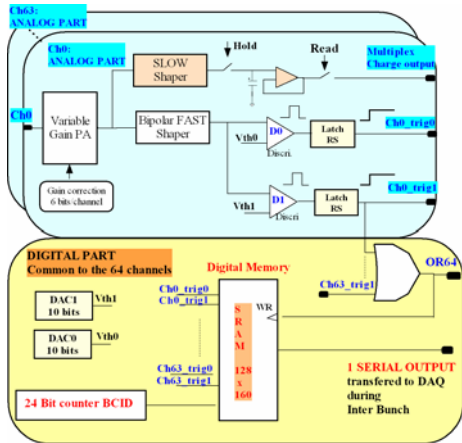 Ch63:
ANALOG PART
Ch0:
ANALOG PART
Hold
Read
Multiplex
Charge output
SLOW
Shaper
Ch0
Variable
Gain PA
Bipolar FAST
Shaper
Vth0
D0
Discri.
Latch
RS
Ch0_trig0
Gain correction
6 bits/channel
Vth1
D1
Discri
Latch
RS
Ch0_trig1
DIGITAL PART
Common to the 64 channels
Digital Memory
OR64
Ch63_trig1
DAC1
10 bits
Vth1
DAC0
10 bits
Vth0
Ch0_trig0
Ch0_trig1
Ch63_trig0
Ch63_trig1
S
R
A
M
128
x
160
WR
24 Bit counter BCID
1 SERIAL OUTPUT
transfered to DAQ
during
Inter Bunch